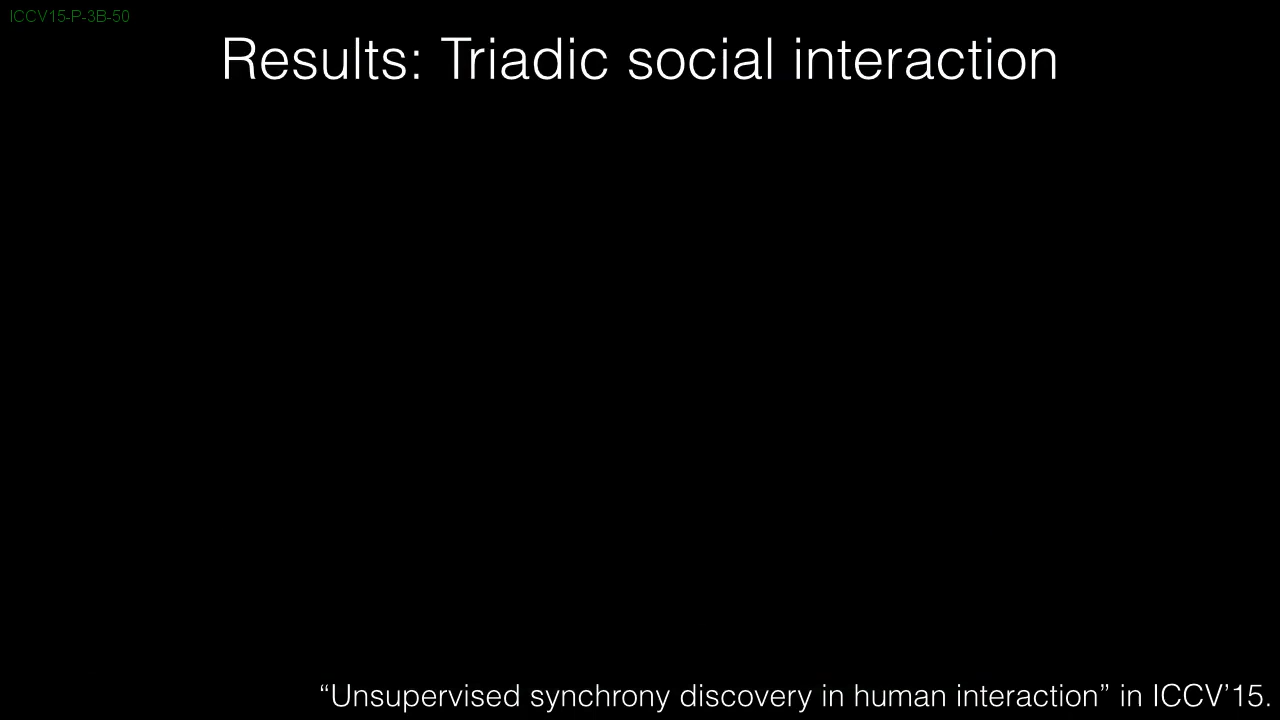 ICCV15-P-3B-50
Results: Triadic social interaction
“Unsupervised synchrony discovery in human interaction” in ICCV’15.